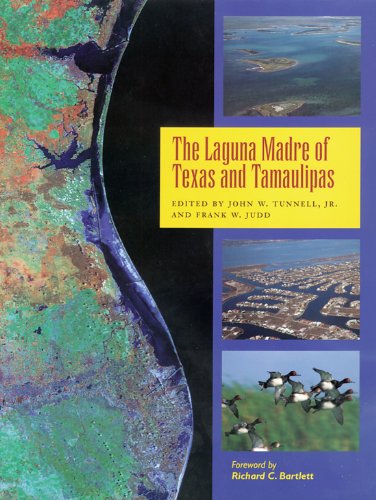 The Laguna Madre of
Texas and Tamaulipas
EDITED BY JOHN W. TUNNELL, JR.
AND FRANK W. JUDD
Foreword by
Richard C. Bartlett